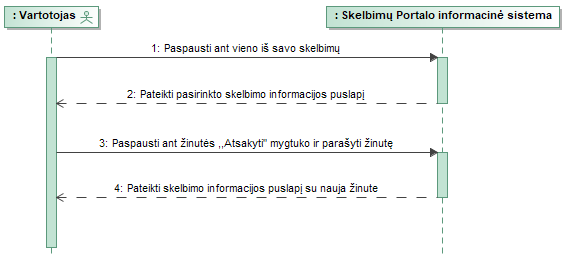 : Vartotojas
: Skelbimų Portalo informacinė sistema
1: Paspausti ant vieno iš savo skelbimų
2: Pateikti pasirinkto skelbimo informacijos puslapį
3: Paspausti ant žinutės ,,Atsakyti" mygtuko ir parašyti žinutę
4: Pateikti skelbimo informacijos puslapį su nauja žinute